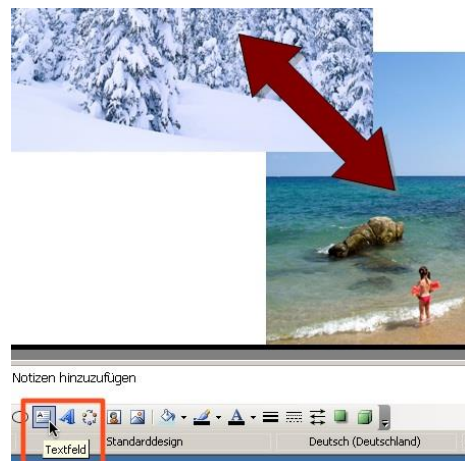 Notizen hinzuzufügen
Textfeld
Standarddesign
Deutsch (Deutschland)